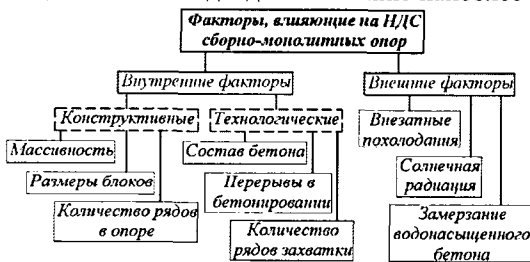 Факторы, влияющие на НДС
сборно-монолитных опор
Внутренние факторы
Внешние факторы
Конструктивные
Технологические
Внезатные
похолодания
Массивность
Состав бетона
Солнечная
радиация
Размеры блоков
Перерывы в
бетонировании
Количество рядов
в опоре
Замерзание
водонасыщенного
бетона
Количество
рядов захватки